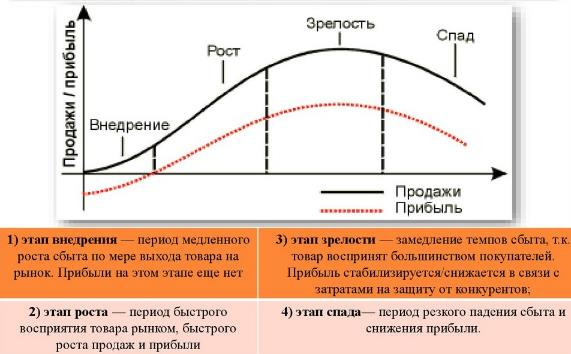 Продажи / прибыль
Внедрение
Рост
Зрелость
Спад
Продажи
Прибыль
1) этап внедрения — период медленного
роста сбыта по мере выхода товара на
рынок. Прибыли на этом этапе еще нет
3) этап зрелости — замедление темпов сбыта, т.к.
товар воспринят большинством покупателей.
Прибыль стабилизируется/снижается в связи с
затратами на защиту от конкурентов;
2) этап роста — период быстрого
восприятия товара рынком, быстрого
роста продаж и прибыли
4) этап спада— период резкого падения сбыта и
снижения прибыли.